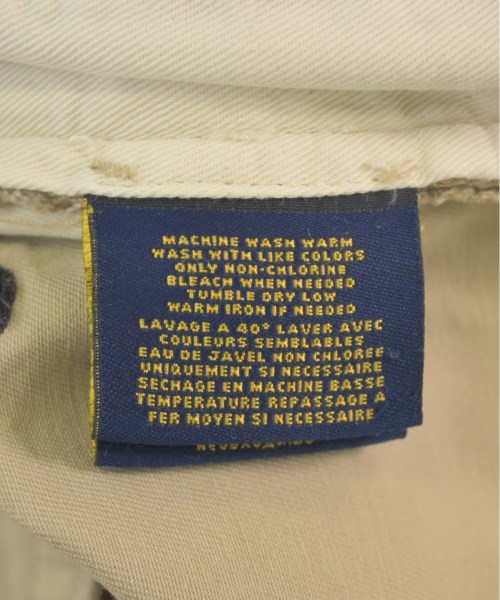 MACHINE WASH WARM
WASH WITH LIKE COLORS
ONLY NON-CHLORINE
BLEACH WHEN NEEDED
TUMBLE DRY LOW
WARM IRON IF NEEDED
LAVAGE A 40° LAVER AVEC
COULEURS SEMBLABLES
EAU DE JAVEL NON CHLOREE
UNIQUEMENT SI NECESSAIRE
SECHAGE EN MACHINE BASSE
TEMPERATURE REPASSAGE A
FER MOYEN SI NECESSAIRE